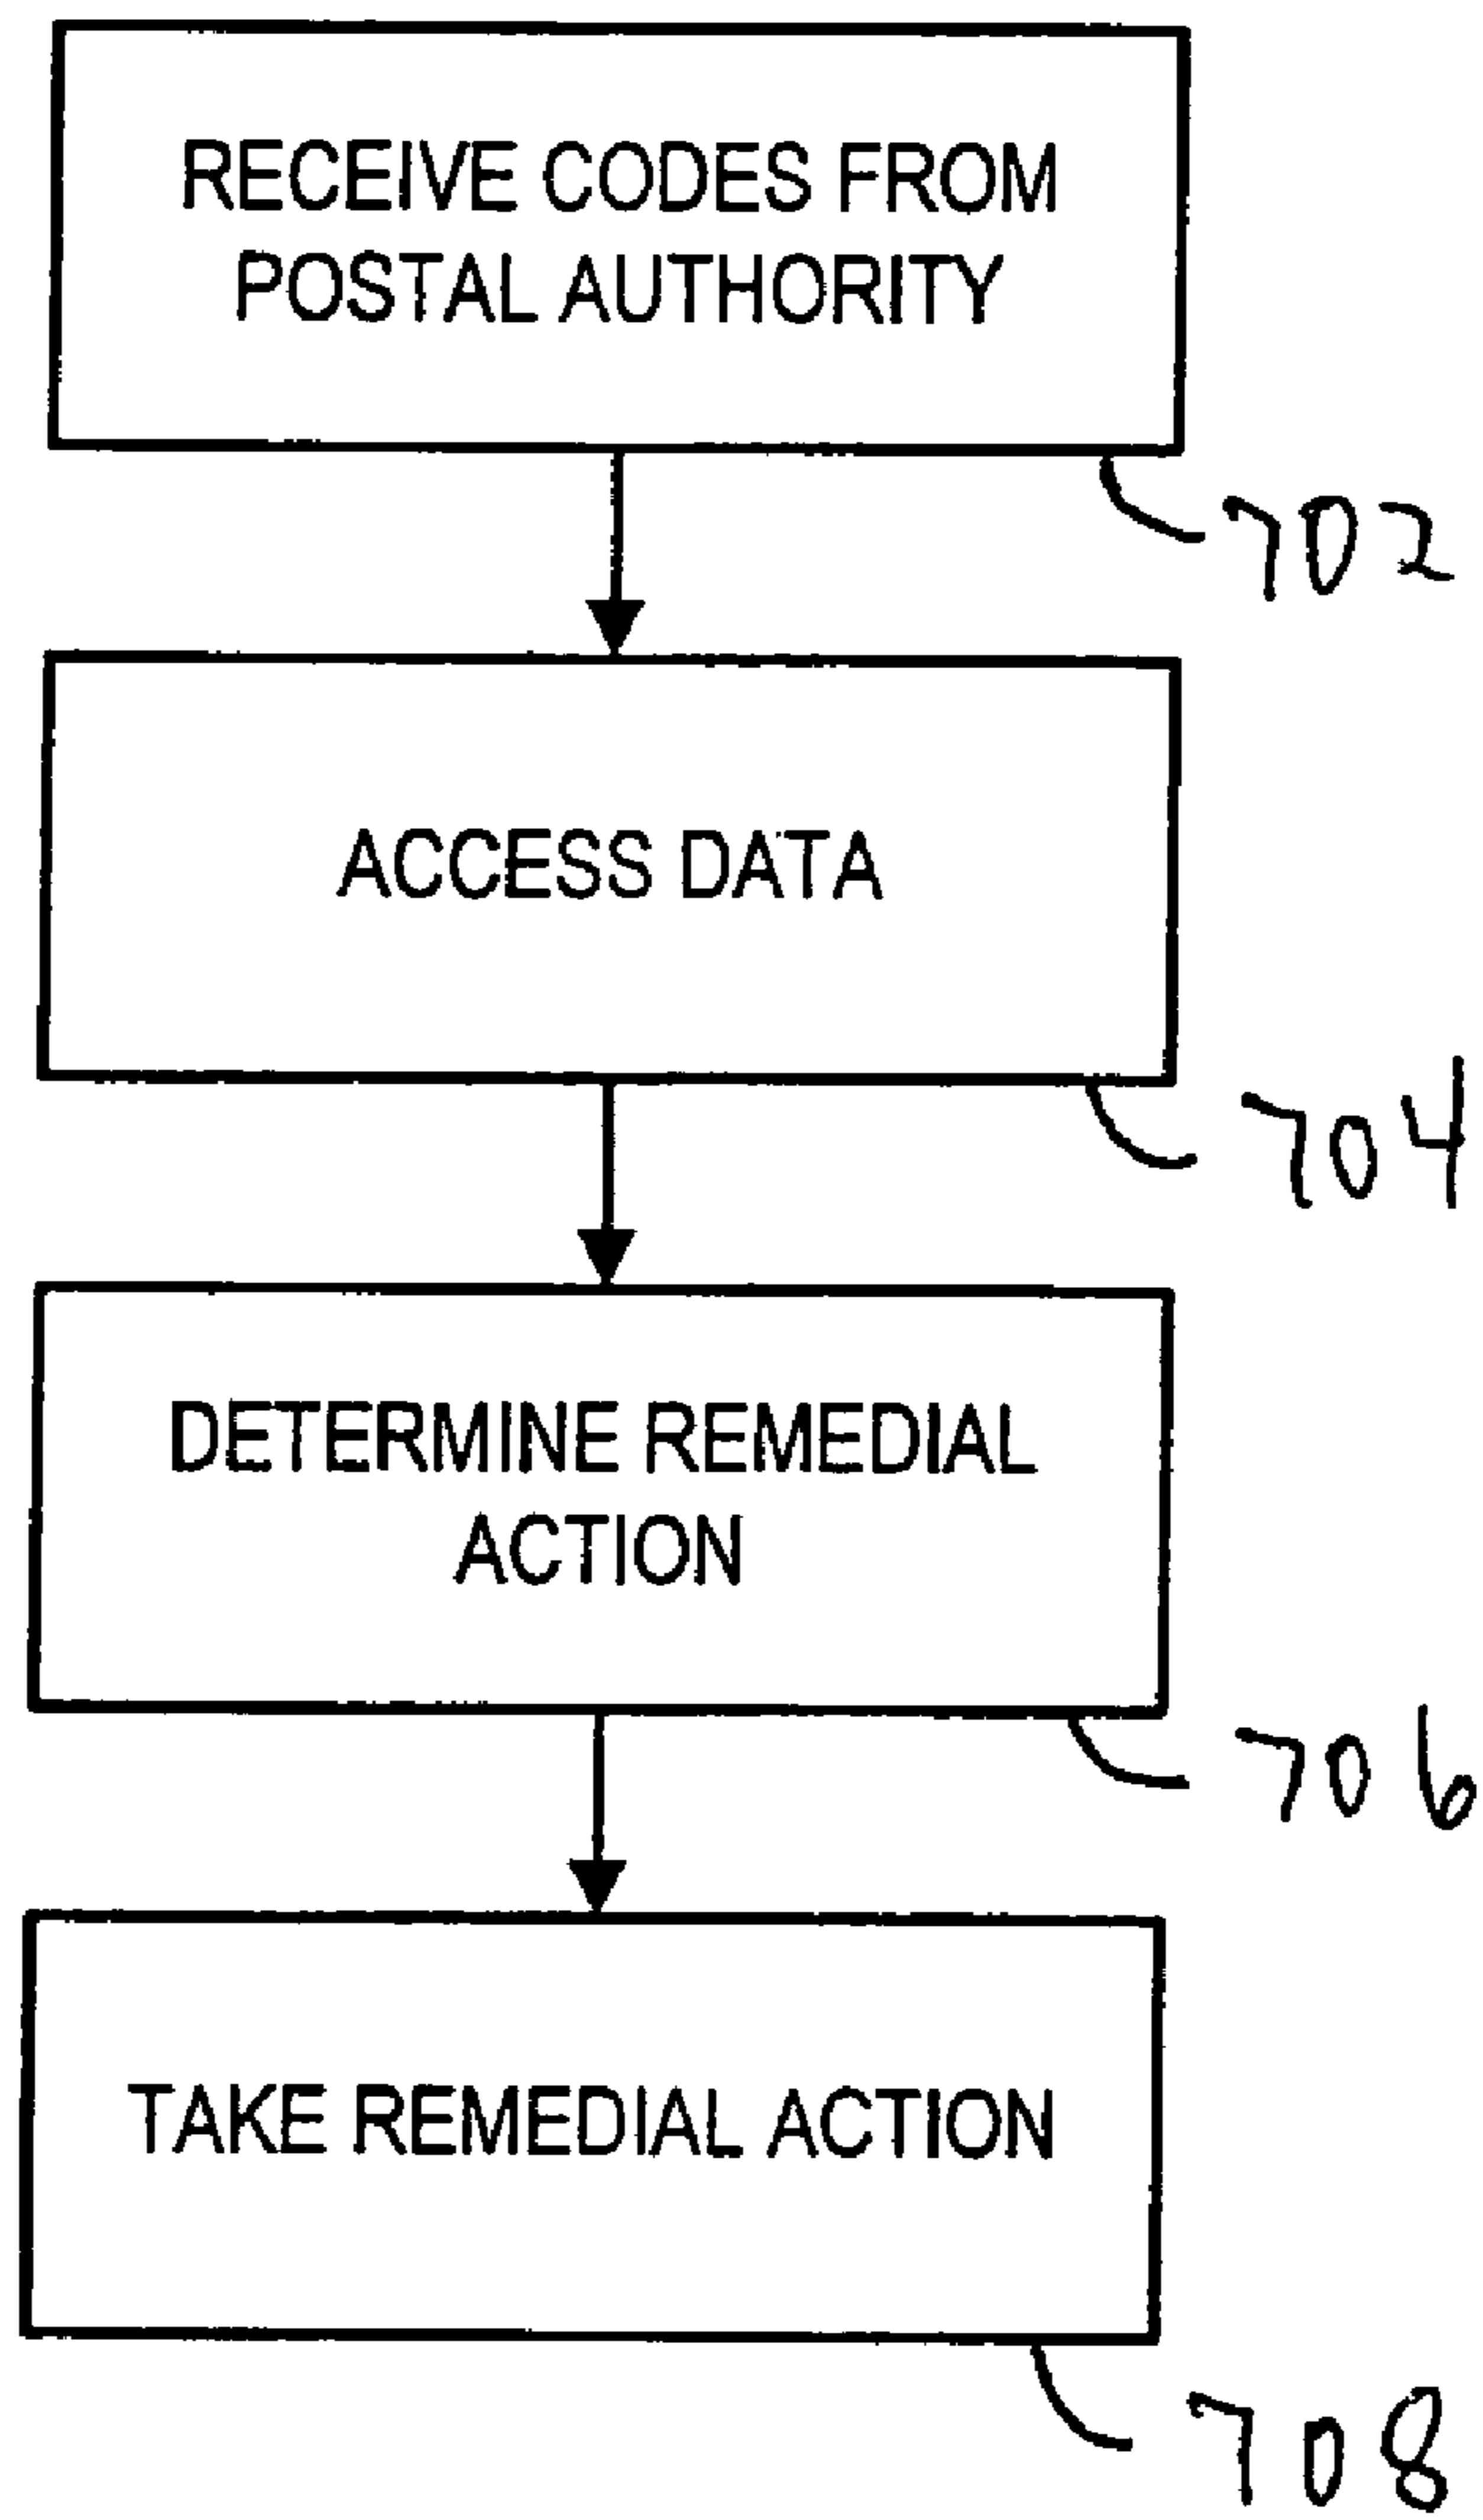 RECEIVE CODES FROM
POSTAL AUTHORITY
702
ACCESS DATA
704
DETERMINE REMEDIAL
ACTION
706
TAKE REMEDIAL ACTION
708